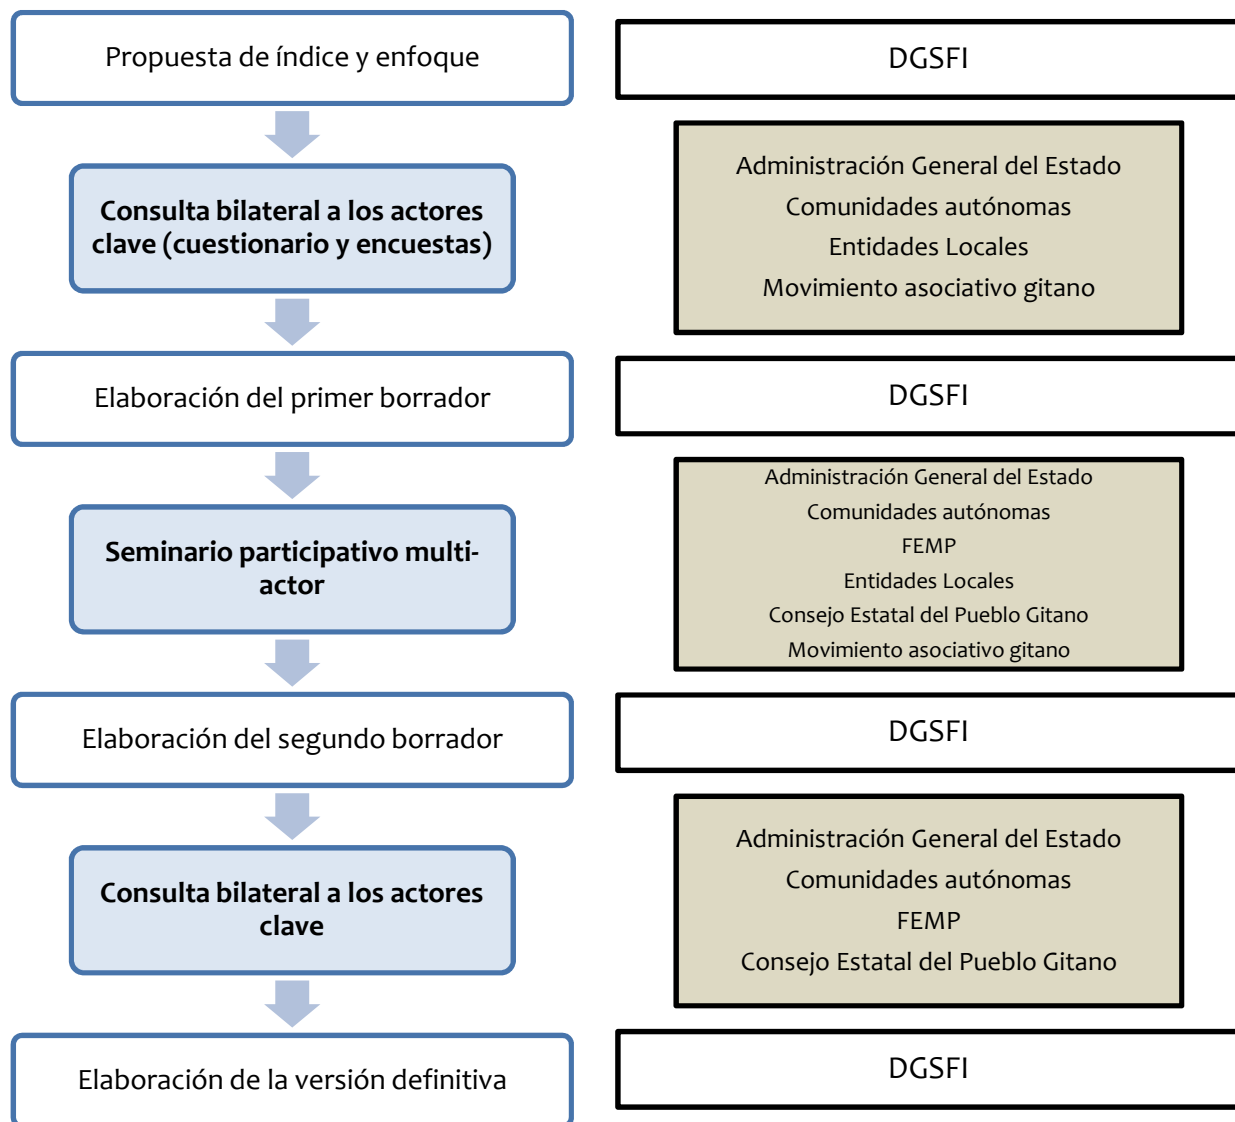 Propuesta de índice y enfoque
DGSFI
Consulta bilateral a los actores
clave (cuestionario y encuestas)
Administración General del Estado
Comunidades autónomas
Entidades Locales
Movimiento asociativo gitano
Elaboración del primer borrador
DGSFI
Seminario participativo multi-
actor
Administración General del Estado
Comunidades autónomas
FEMP
Entidades Locales
Consejo Estatal del Pueblo Gitano
Movimiento asociativo gitano
Elaboración del segundo borrador
DGSFI
Consulta bilateral a los actores
clave
Administración General del Estado
Comunidades autónomas
FEMP
Consejo Estatal del Pueblo Gitano
Elaboración de la versión definitiva
DGSFI